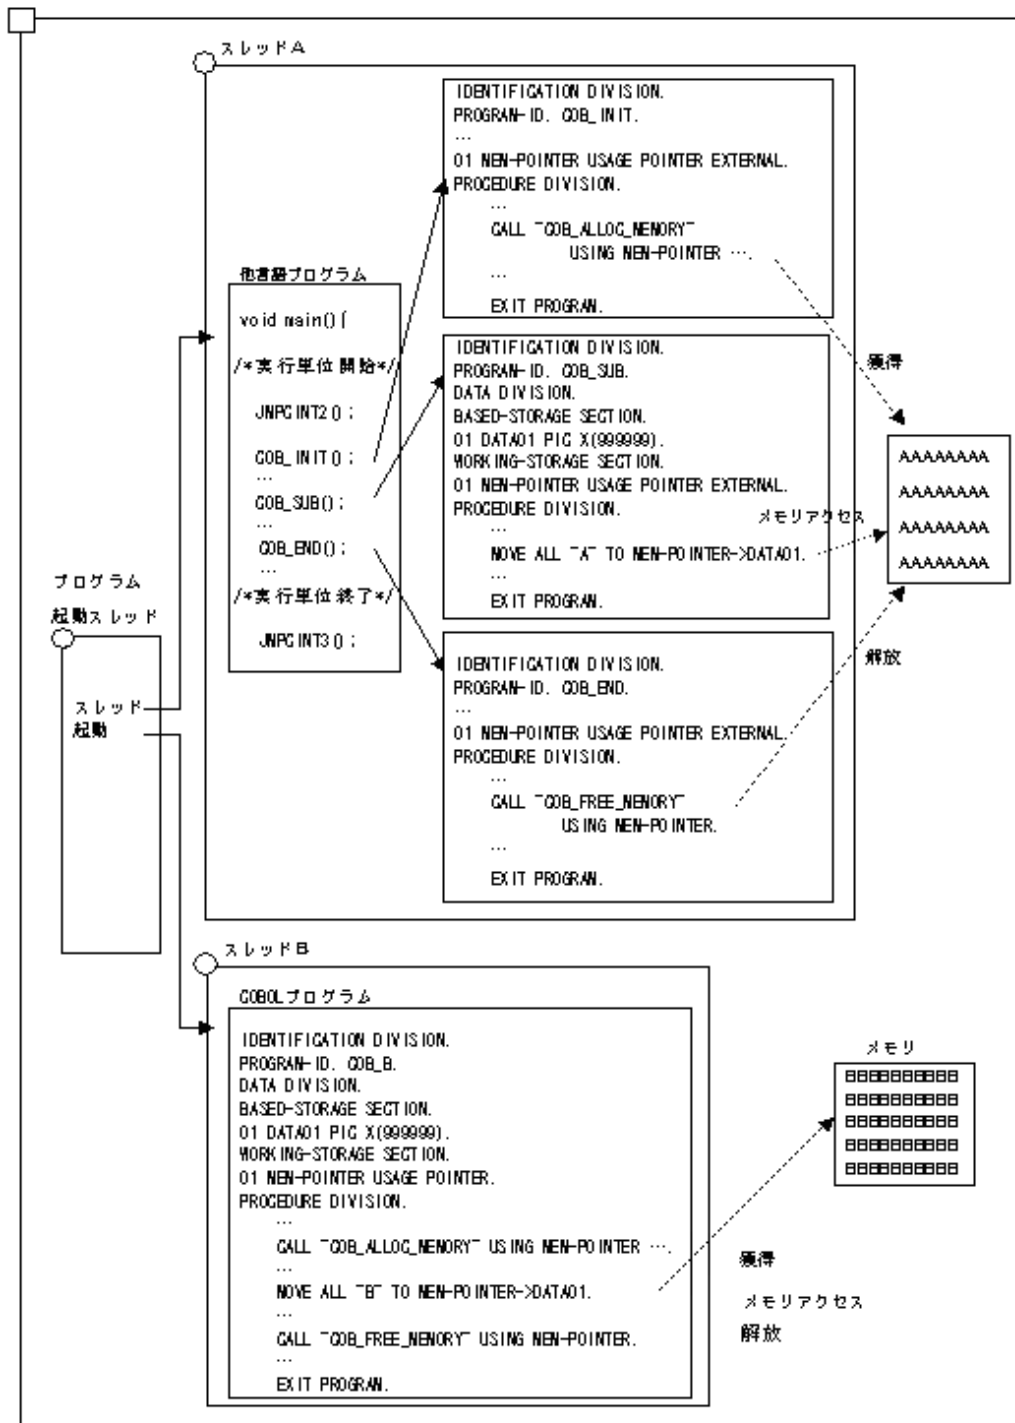 スレッドA
IDENTIFICATION DIVISION.
PROGRAM-ID. COB_INIT.
…
01 MEM-POINTER USAGE POINTER EXTERNAL.
PROCEDURE DIVISION.
…
CALL "COB_ALLOC_MEMORY"
USING MEM-POINTER ….
…
EXIT PROGRAM.
他言語プログラム
void main(){
/*実行単位開始*/
JMPCINT2();
COB_INIT();
…
COB_SUB();
…
COB_END();
…
/*実行単位終了*/
JMPCINT3();
IDENTIFICATION DIVISION.
PROGRAM-ID. COB_SUB.
DATA DIVISION.
BASED-STORAGE SECTION.
01 DATA01 PIC X(999999).
WORKING-STORAGE SECTION.
01 MEM-POINTER USAGE POINTER EXTERNAL.
PROCEDURE DIVISION.
…
MOVE ALL "A" TO MEM-POINTER->DATA01.
…
EXIT PROGRAM.
獲得
メモリアクセス
解放
AAAAAAAA
AAAAAAAA
AAAAAAAA
AAAAAAAA
プログラム
起動スレッド
スレッド
起動
IDENTIFICATION DIVISION.
PROGRAM-ID. COB_END.
…
01 MEM-POINTER USAGE POINTER EXTERNAL.
PROCEDURE DIVISION.
…
CALL "COB_FREE_MEMORY"
USING MEM-POINTER.
…
EXIT PROGRAM.
スレッドB
COBOLプログラム
IDENTIFICATION DIVISION.
PROGRAM-ID. COB_B.
DATA DIVISION.
BASED-STORAGE SECTION.
01 DATA01 PIC X(999999).
WORKING-STORAGE SECTION.
01 MEM-POINTER USAGE POINTER.
PROCEDURE DIVISION.
…
CALL "COB_ALLOC_MEMORY" USING MEM-POINTER ….
…
MOVE ALL "B" TO MEM-POINTER->DATA01.
…
CALL "COB_FREE_MEMORY" USING MEM-POINTER.
…
EXIT PROGRAM.
メモリ
BBBBBBBBBB
BBBBBBBBBB
BBBBBBBBBB
BBBBBBBBBB
BBBBBBBBBB
獲得
メモリアクセス
解放